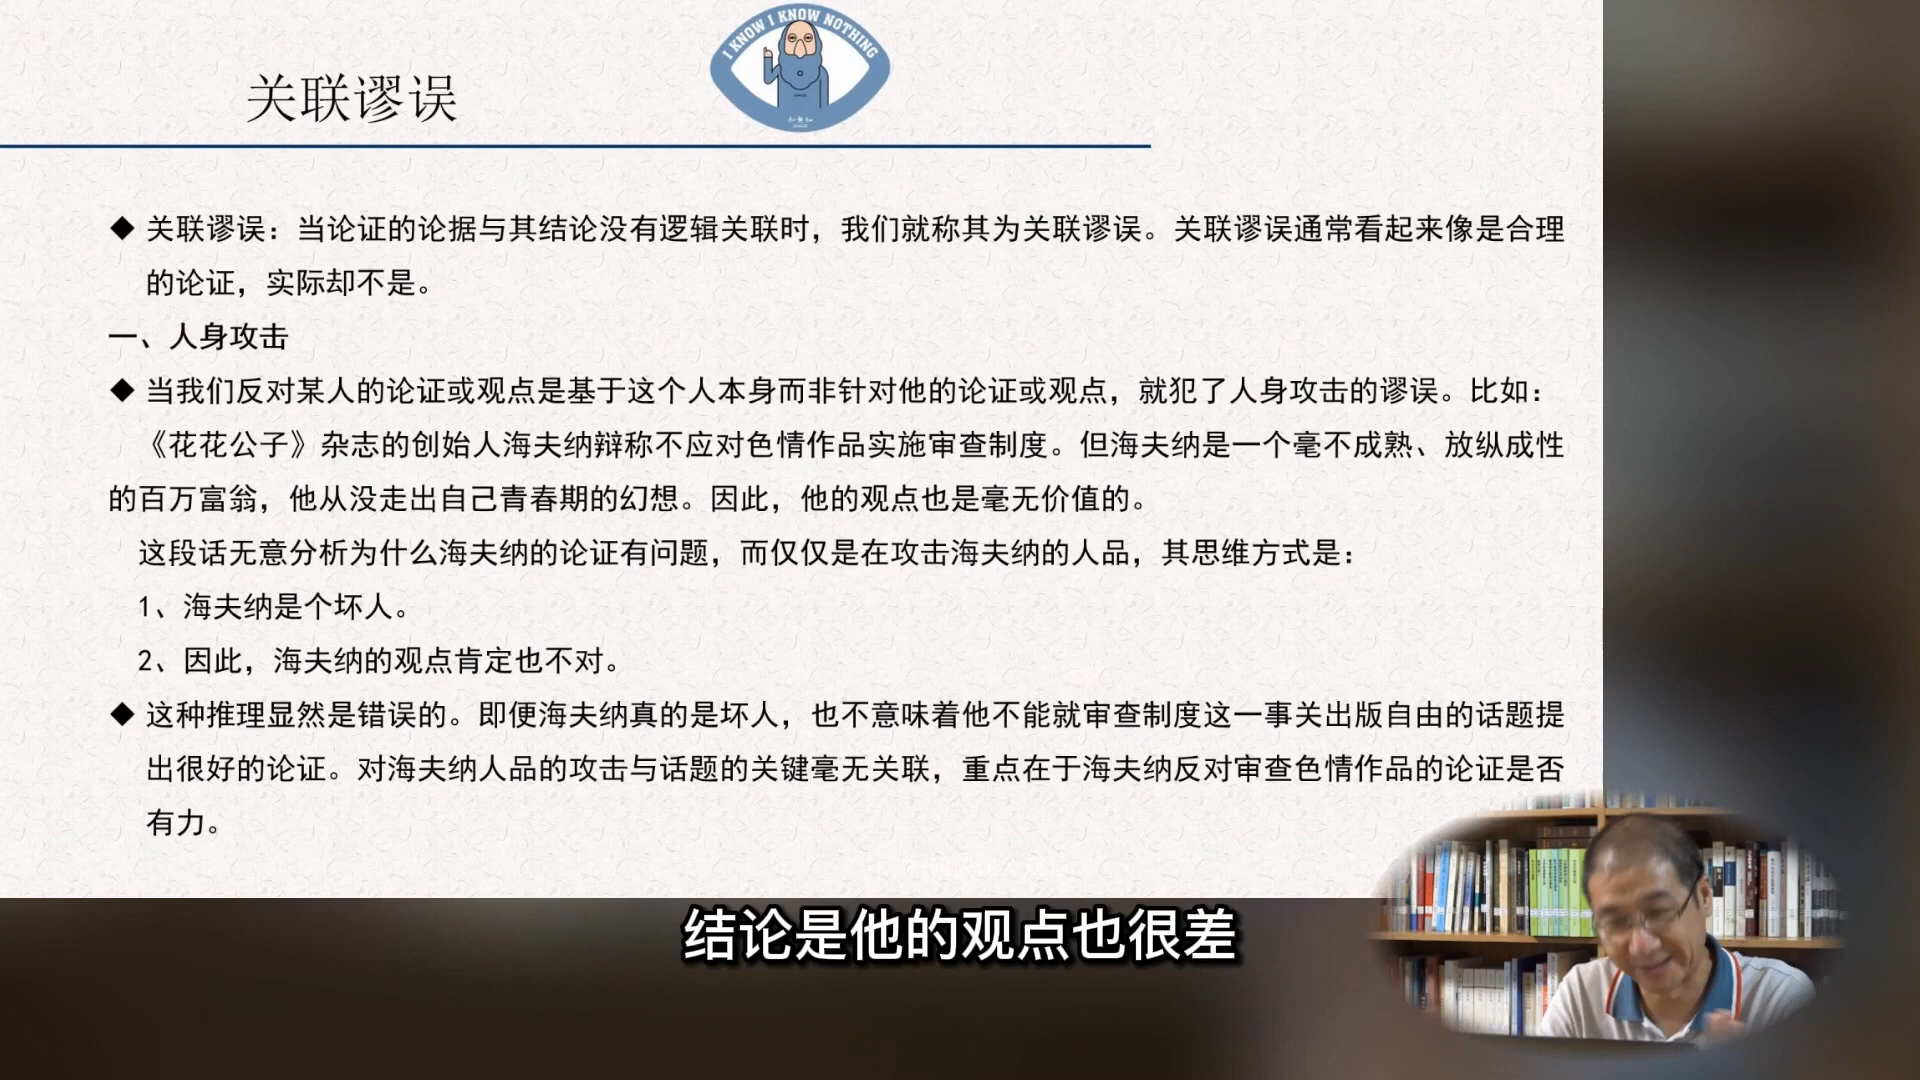 I KNOW I KNOW NOTHING
关联谬误
◆ 关联谬误：当论证的论据与其结论没有逻辑关联时，我们就称其为关联谬误。关联谬误通常看起来像是合理
的论证，实际却不是。
一、人身攻击
◆ 当我们反对某人的论证或观点是基于这个人本身而非针对他的论证或观点，就犯了人身攻击的谬误。比如：
《花花公子》杂志的创始人海夫纳辩称不应对色情作品实施审查制度。但海夫纳是一个毫不成熟、放纵成性
的百万富翁，他从没走出自己青春期的幻想。因此，他的观点也是毫无价值的。
这段话无意分析为什么海夫纳的论证有问题，而仅仅是在攻击海夫纳的人品，其思维方式是：
1、海夫纳是个坏人。
2、因此，海夫纳的观点肯定也不对。
◆ 这种推理显然是错误的。即便海夫纳真的是坏人，也不意味着他不能就审查制度这一事关出版自由的话题提
出很好的论证。对海夫纳人品的攻击与话题的关键毫无关联，重点在于海夫纳反对审查色情作品的论证是否
有力。
结论是他的观点也很差